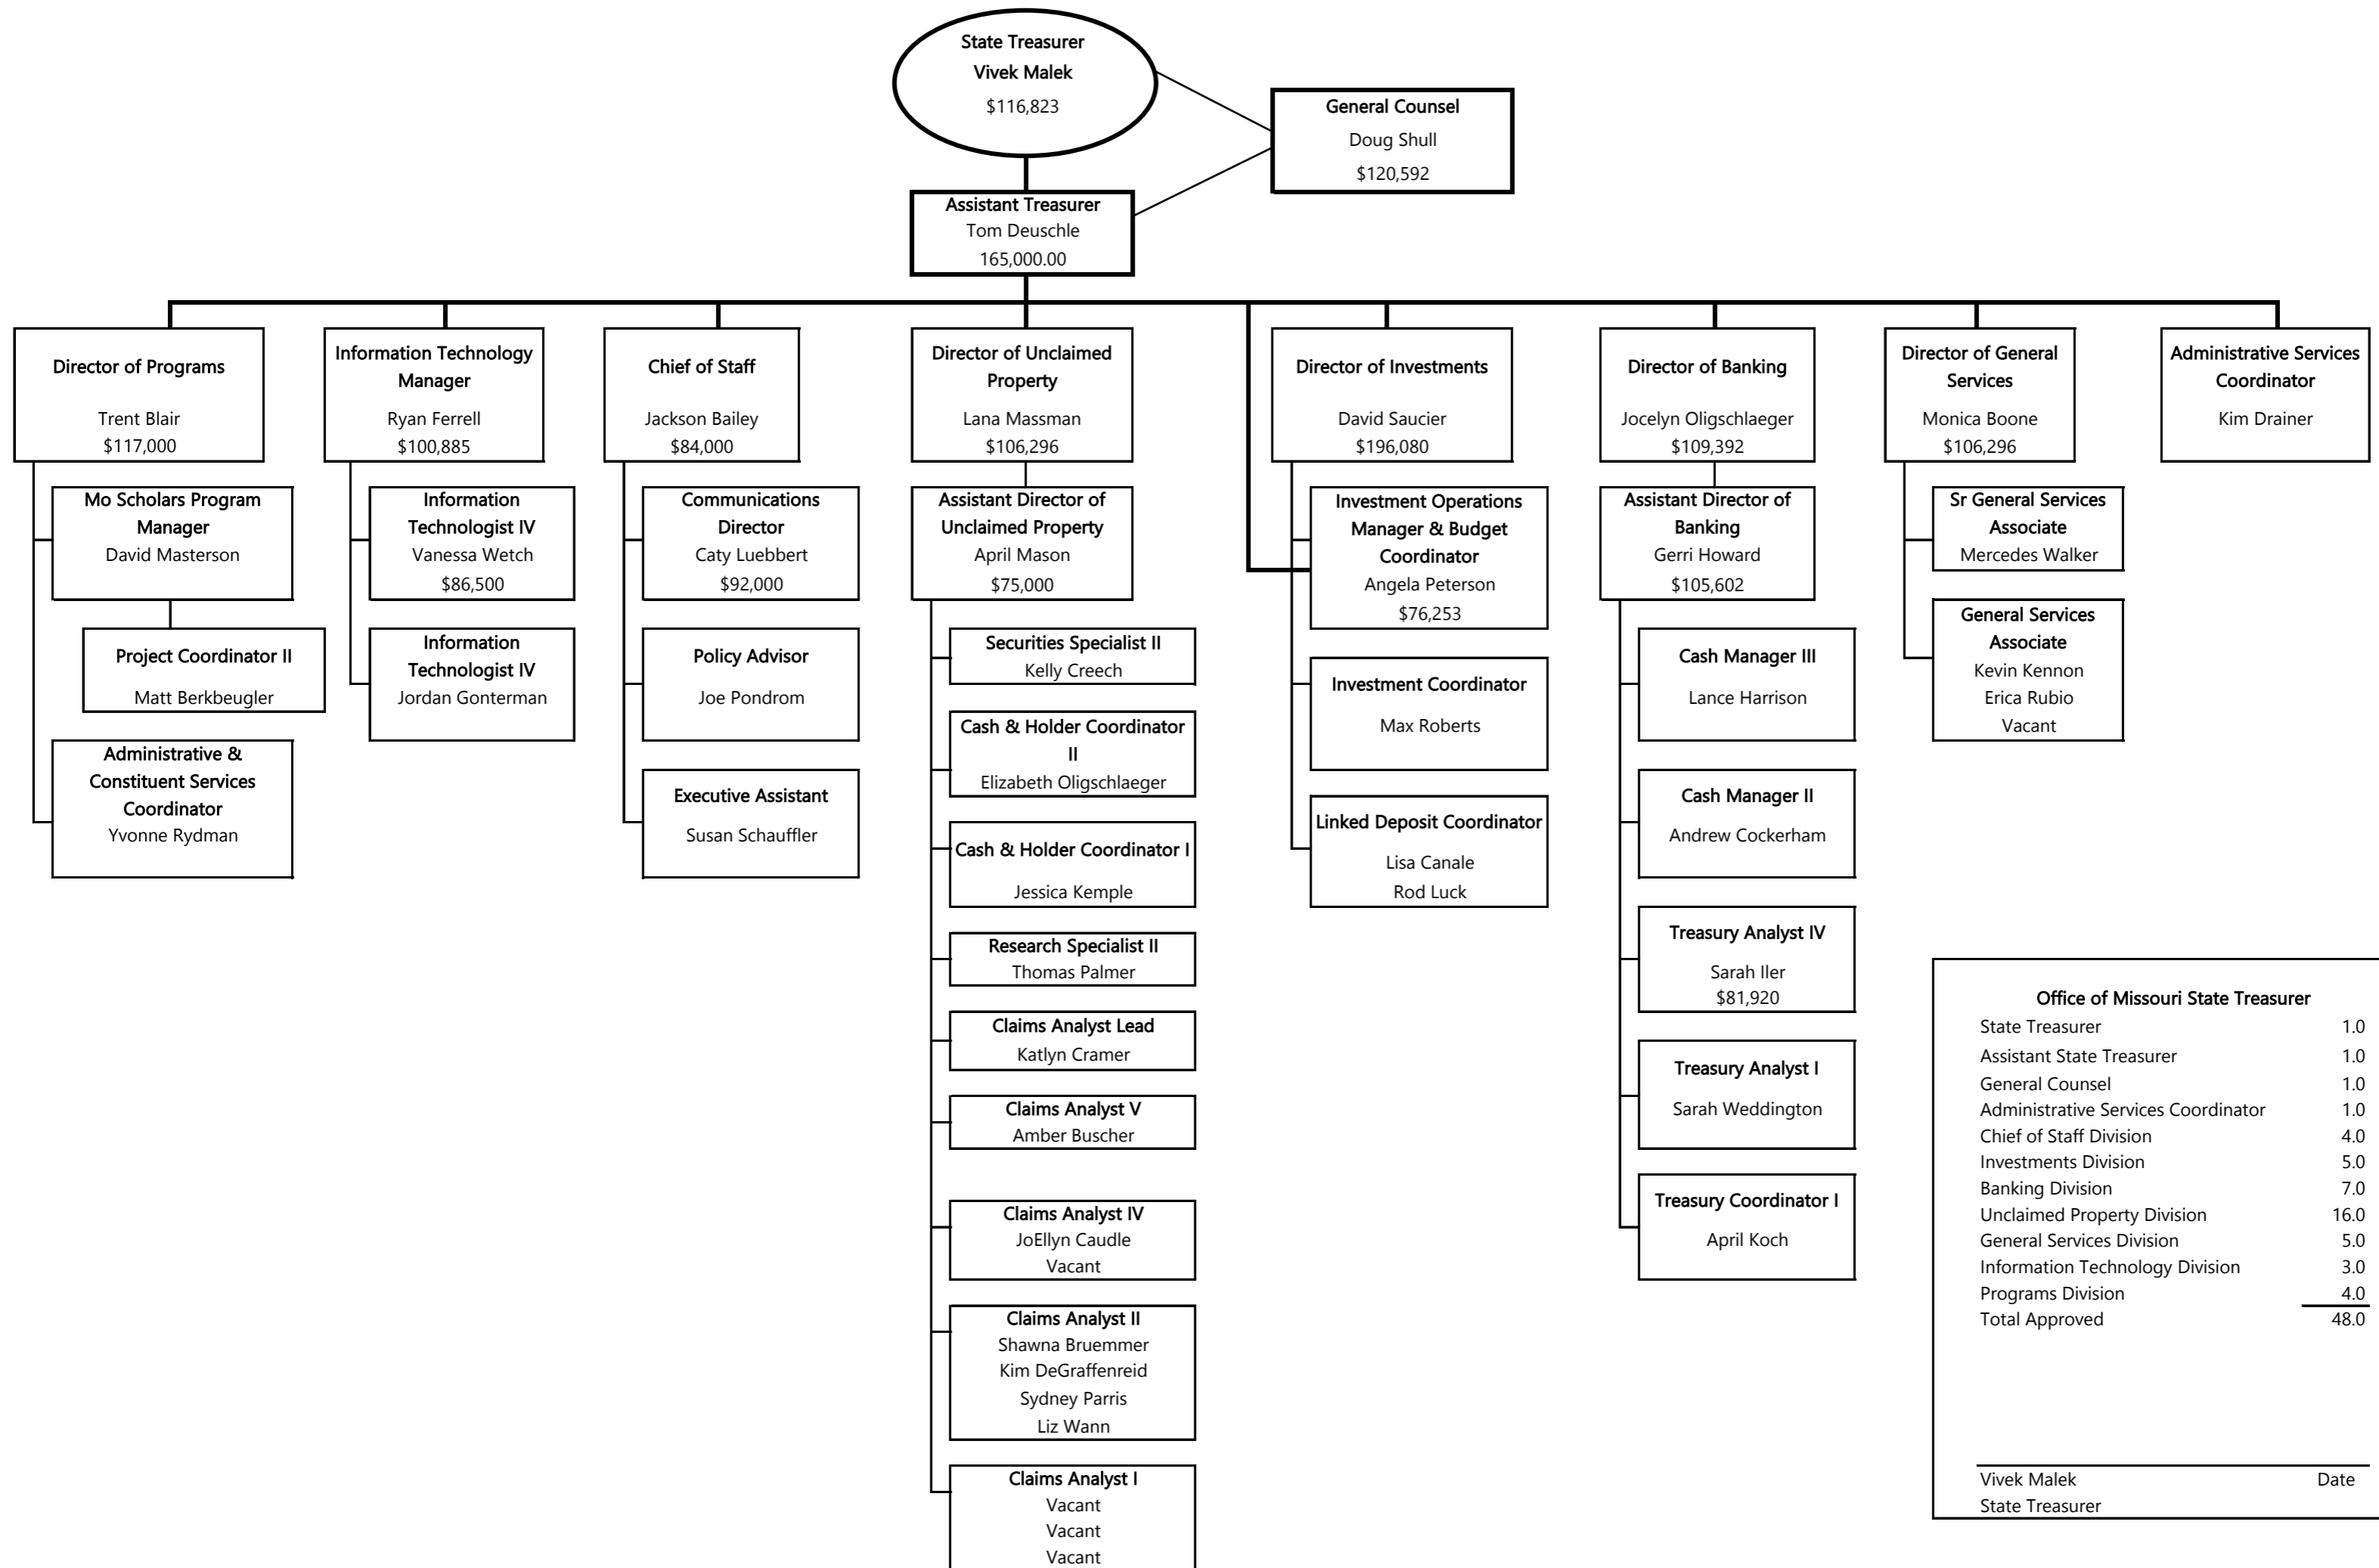 State Treasurer
Vivek Malek
$116,823
General Counsel
Doug Shull
$120,592
Assistant Treasurer
Tom Deuschle
165,000.00
Director of Programs
Trent Blair
$117,000
Information Technology
Manager
Ryan Ferrell
$100,885
Chief of Staff
Jackson Bailey
$84,000
Director of Unclaimed
Property
Lana Massman
$106,296
Director of Investments
David Saucier
$196,080
Director of Banking
Jocelyn Oligschlaeger
$109,392
Director of General
Services
Monica Boone
$106,296
Administrative Services
Coordinator
Kim Drainer
Mo Scholars Program
Manager
David Masterson
Project Coordinator II
Matt Berkbeugler
Administrative &
Constituent Services
Coordinator
Yvonne Rydman
Information
Technologist IV
Vanessa Wetch
$86,500
Information
Technologist IV
Jordan Gonterman
Communications
Director
Caty Luebbert
$92,000
Policy Advisor
Joe Pondrom
Executive Assistant
Susan Schauffler
Assistant Director of
Unclaimed Property
April Mason
$75,000
Securities Specialist II
Kelly Creech
Cash & Holder Coordinator
II
Elizabeth Oligschlaeger
Cash & Holder Coordinator I
Jessica Kemple
Research Specialist II
Thomas Palmer
Claims Analyst Lead
Katlyn Cramer
Claims Analyst V
Amber Buscher
Claims Analyst IV
JoEllyn Caudle
Vacant
Claims Analyst II
Shawna Bruemmer
Kim DeGraffenreid
Sydney Parris
Liz Wann
Claims Analyst I
Vacant
Vacant
Vacant
Investment Operations
Manager & Budget
Coordinator
Angela Peterson
$76,253
Investment Coordinator
Max Roberts
Linked Deposit Coordinator
Lisa Canale
Rod Luck
Assistant Director of
Banking
Gerri Howard
$105,602
Cash Manager III
Lance Harrison
Cash Manager II
Andrew Cockerham
Treasury Analyst IV
Sarah Iler
$81,920
Treasury Analyst I
Sarah Weddington
Treasury Coordinator I
April Koch
Sr General Services
Associate
Mercedes Walker
General Services
Associate
Kevin Kennon
Erica Rubio
Vacant
Office of Missouri State Treasurer
State Treasurer 1.0
Assistant State Treasurer 1.0
General Counsel 1.0
Administrative Services Coordinator 1.0
Chief of Staff Division 4.0
Investments Division 5.0
Banking Division 7.0
Unclaimed Property Division 16.0
General Services Division 5.0
Information Technology Division 3.0
Programs Division 4.0
Total Approved 48.0
Vivek Malek Date
State Treasurer